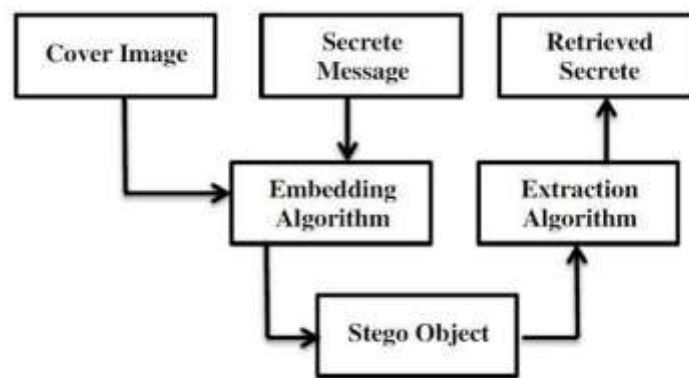 Cover Image
Secrete
Message
Retrieved
Secrete
Embedding
Algorithm
Extraction
Algorithm
Stego Object